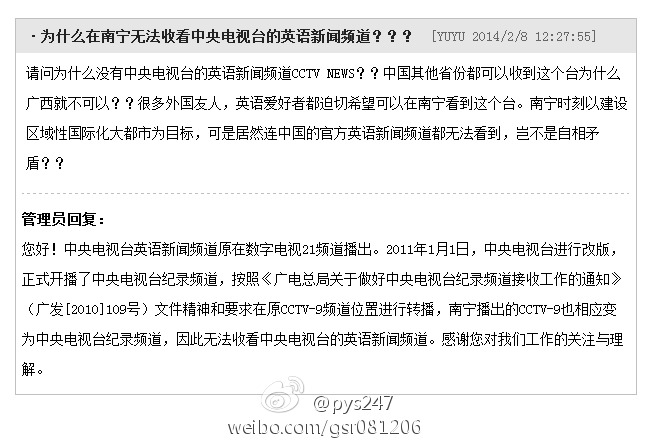 ·为什么在南宁无法收看中央电视台的英语新闻频道？？？ [YUYU 2014/2/8 12:27:55]
请问为什么没有中央电视台的英语新闻频道CCTV NEWS？？中国其他省份都可以收到这个台为什么
广西就不可以？？很多外国友人，英语爱好者都迫切希望可以在南宁看到这个台。南宁时刻以建设
区域性国际化大都市为目标，可是居然连中国的官方英语新闻频道都无法看到，岂不是自相矛
盾？？
管理员回复：
您好！中央电视台英语新闻频道原在数字电视21频道播出。2011年1月1日，中央电视台进行改版，
正式开播了中央电视台纪录频道，按照《广电总局关于做好中央电视台纪录频道接收工作的通知》
（广发[2010]109号）文件精神和要求在原CCTV-9频道位置进行转播，南宁播出的CCTV-9也相应变
为中央电视台纪录频道，因此无法收看中央电视台的英语新闻频道。感谢您对我们工作的关注与理
解。
@pys247
weibo.com/gsr081206